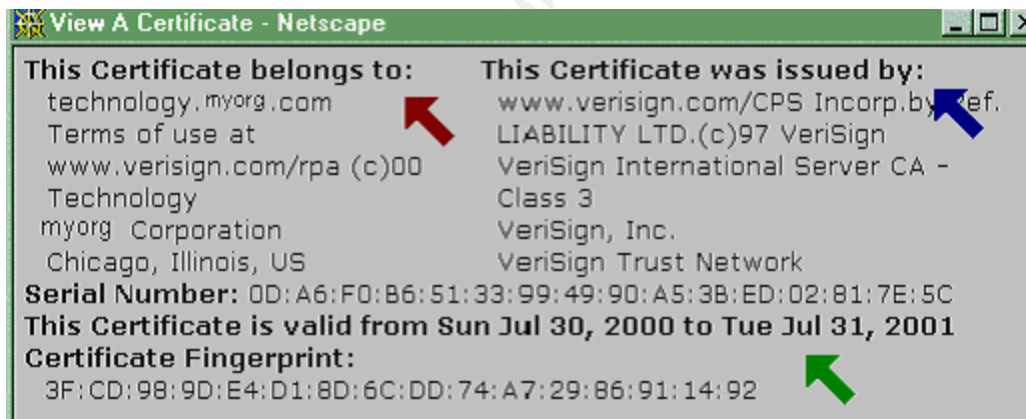 View A Certificate - Netscape
This Certificate belongs to:
technology.myorg.com
Terms of use at
www.verisign.com/rpa (c)00
Technology
myorg Corporation
Chicago, Illinois, US
This Certificate was issued by:
www.verisign.com/CPS Incorp.by Ref.
LIABILITY LTD.(c)97 VeriSign
VeriSign International Server CA -
Class 3
VeriSign, Inc.
VeriSign Trust Network
Serial Number: 0D:A6:F0:B6:51:33:99:49:90:A5:3B:ED:02:81:7E:5C
This Certificate is valid from Sun Jul 30, 2000 to Tue Jul 31, 2001
Certificate Fingerprint:
3F:CD:98:9D:E4:D1:8D:6C:DD:74:A7:29:86:91:14:92